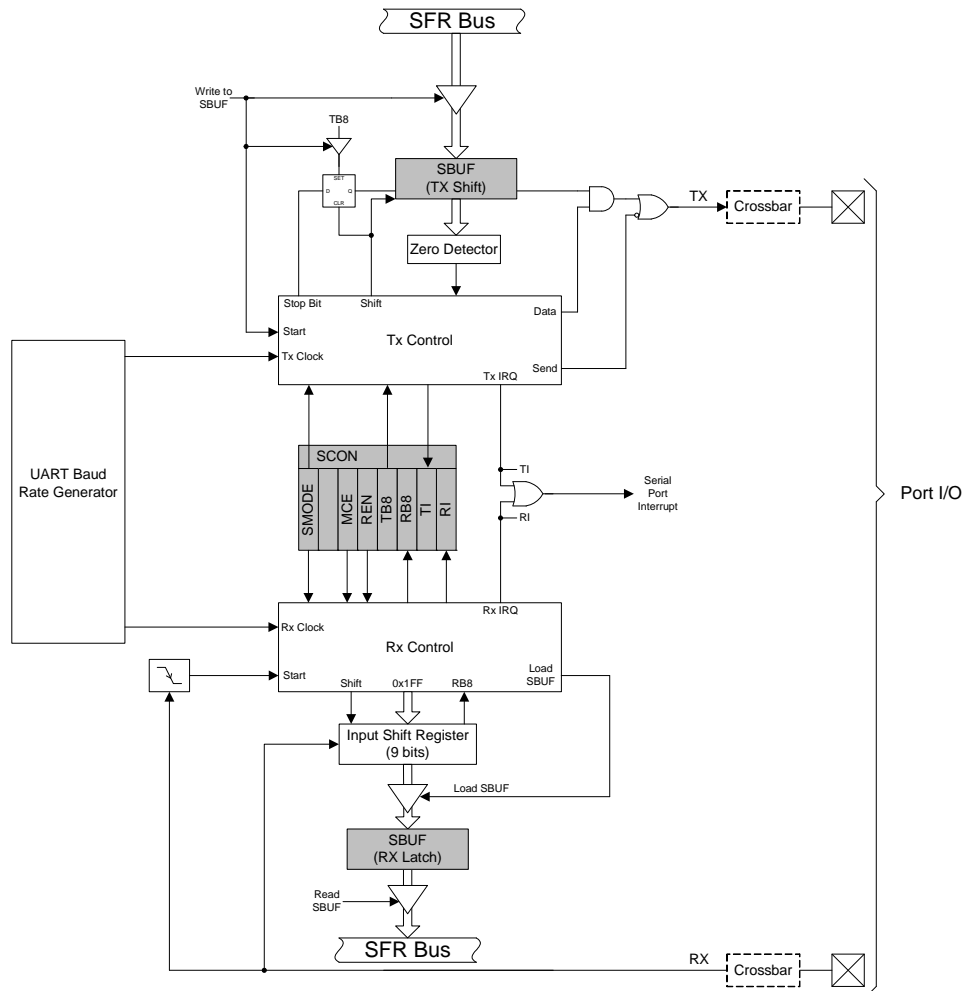 SFR Bus
Write to
SBUF
TB8
SET
D
Q
CLR
SBUF
(TX Shift)
TX
Crossbar
Zero Detector
Stop Bit
Shift
Data
Start
Tx Control
Tx Clock
Send
Tx IRQ
UART Baud
Rate Generator
SCON
SMODE
MCE
REN
TB8
RB8
TI
RI
TI
RI
Serial
Port
Interrupt
Port I/O
Rx IRQ
Rx Clock
Rx Control
Start
Load
SBUF
Shift
0x1FF
RB8
Input Shift Register
(9 bits)
Load SBUF
SBUF
(RX Latch)
Read
SBUF
SFR Bus
RX
Crossbar